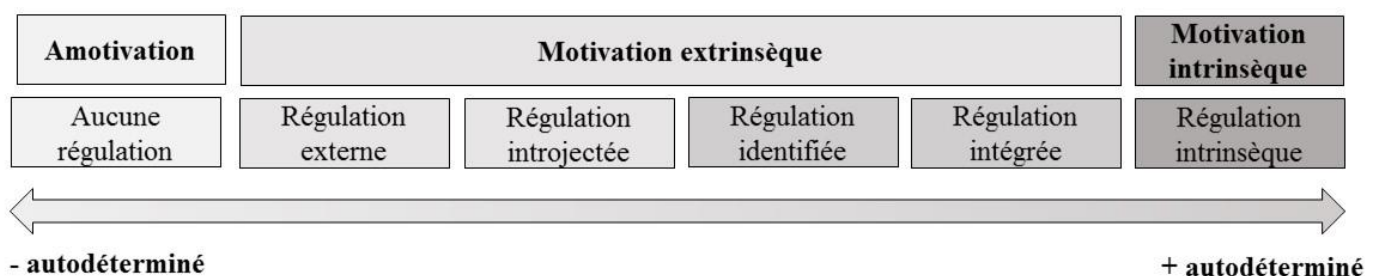 Amotivation
Motivation extrinsèque
Motivation
intrinsèque
Aucune
régulation
Régulation
externe
Régulation
introjectée
Régulation
identifiée
Régulation
intégrée
Régulation
intrinsèque
- autodéterminé
+ autodéterminé